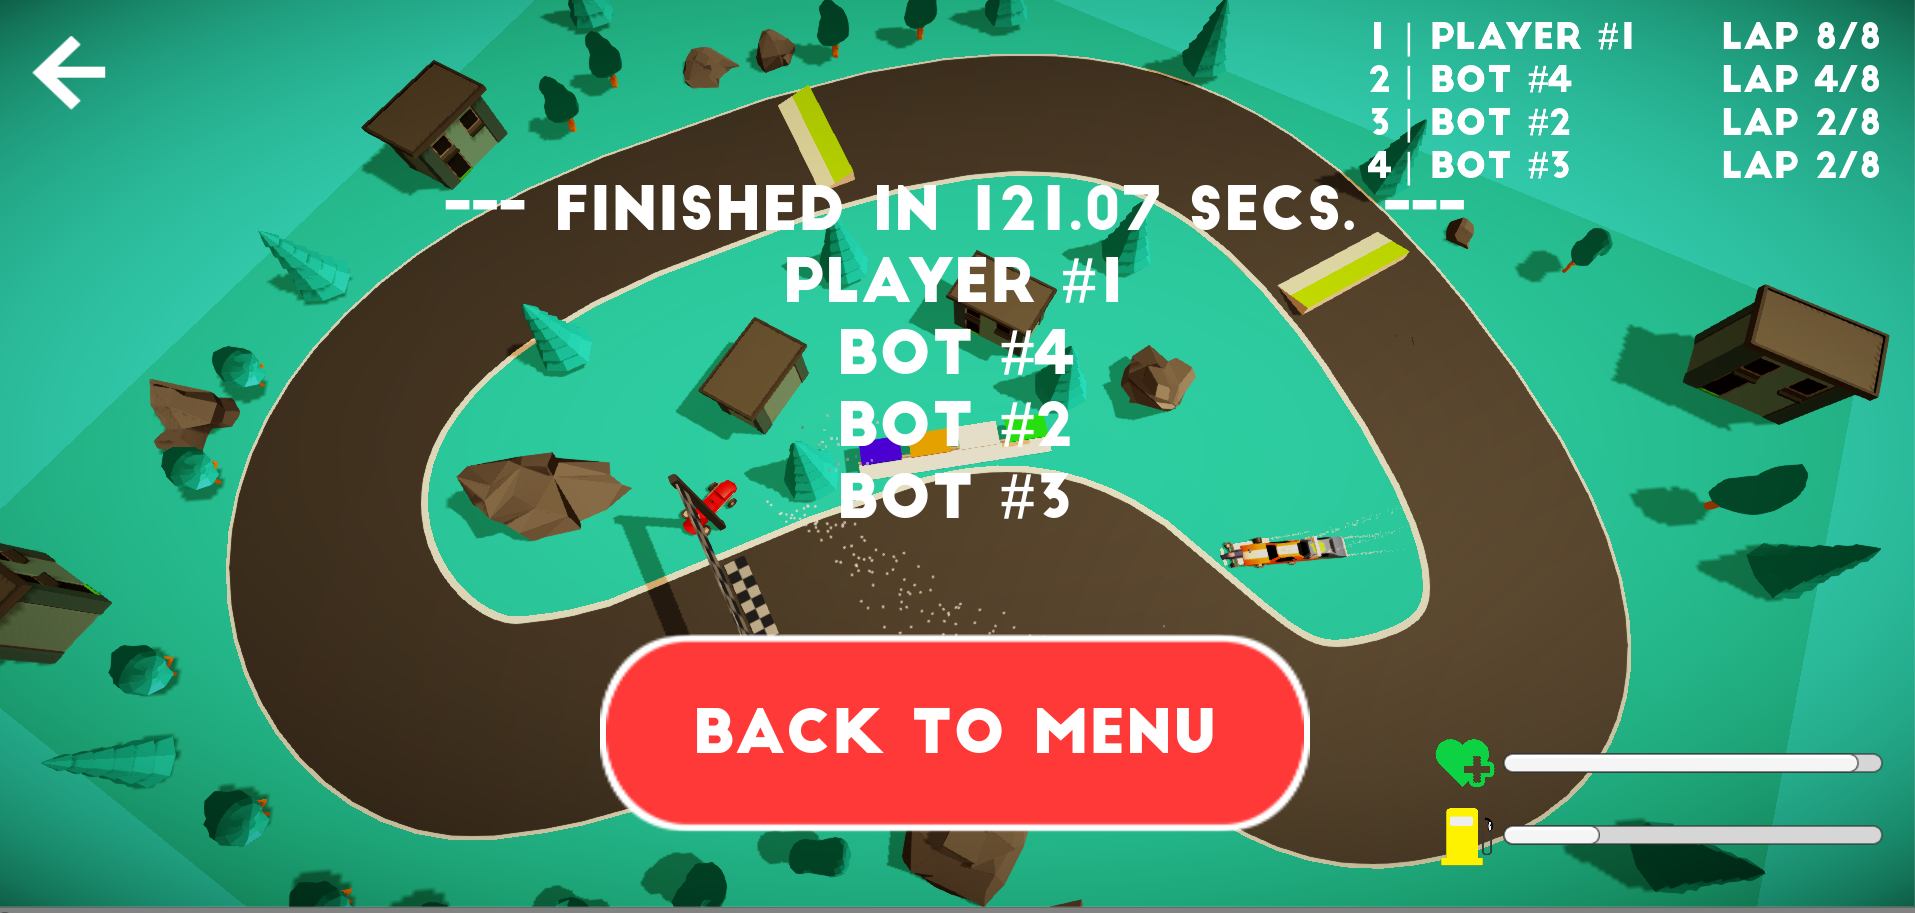 1 | PLAYER #1 LAP 8/8
2 | BOT #4 LAP 4/8
3 | BOT #2 LAP 2/8
4 | BOT #3 LAP 2/8
--- FINISHED IN 121.07 SECS. ---
PLAYER #1
BOT #4
BOT #2
BOT #3
BACK TO MENU